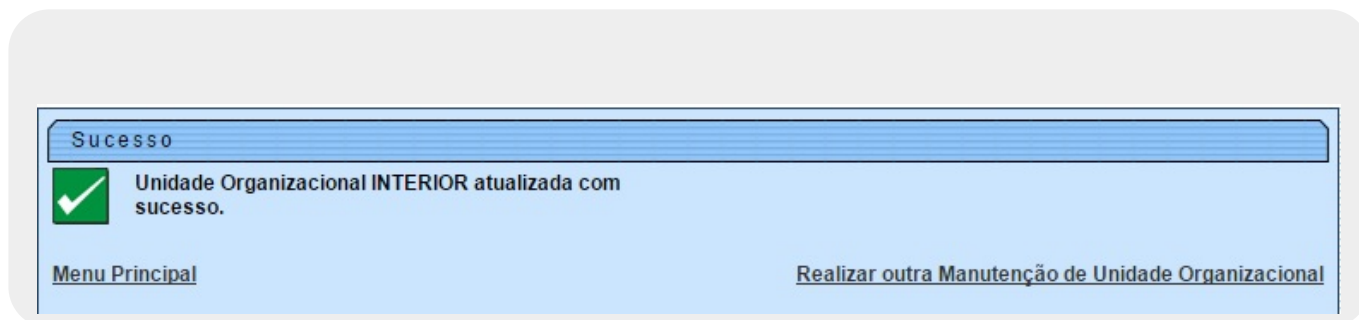 Sucesso
Unidade Organizacional INTERIOR atualizada com
sucesso.
Menu Principal
Realizar outra Manutenção de Unidade Organizacional